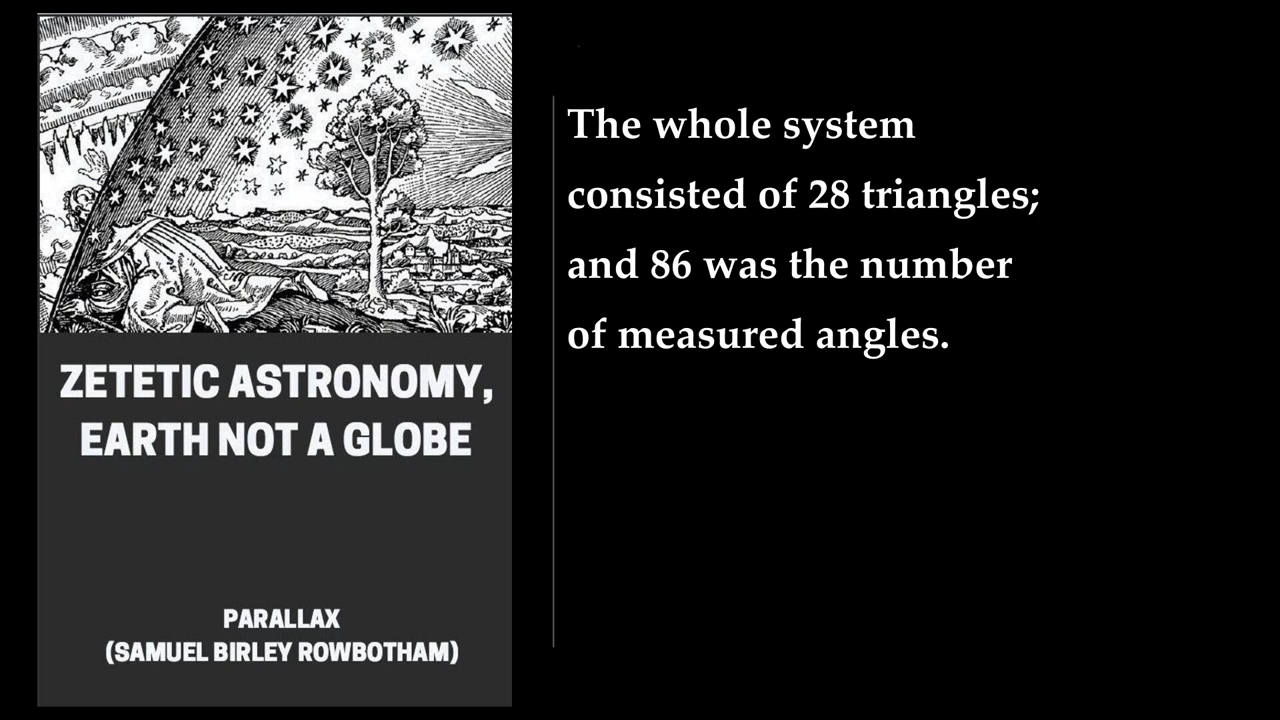 ZETETIC ASTRONOMY,
EARTH NOT A GLOBE
PARALLAX
(SAMUEL BIRLEY ROWBOTHAM)
The whole system
consisted of 28 triangles;
and 86 was the number
of measured angles.